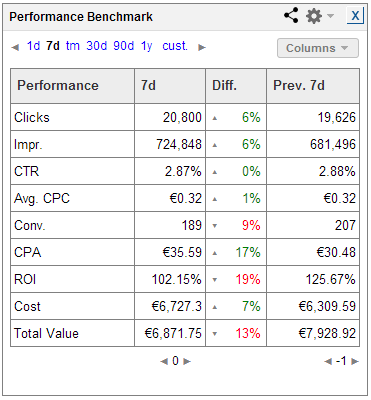 Performance Benchmark X
1d 7d tm 30d 90d 1y cust. Columns
Performance 7d Diff. Prev. 7d
Clicks 20,800 6% 19,626
Impr. 724,848 6% 681,496
CTR 2.87% 0% 2.88%
Avg. CPC €0.32 1% €0.32
Conv. 189 9% 207
CPA €35.59 17% €30.48
ROI 102.15% 19% 125.67%
Cost €6,727.3 7% €6,309.59
Total Value €6,871.75 13% €7,928.92
0 -1